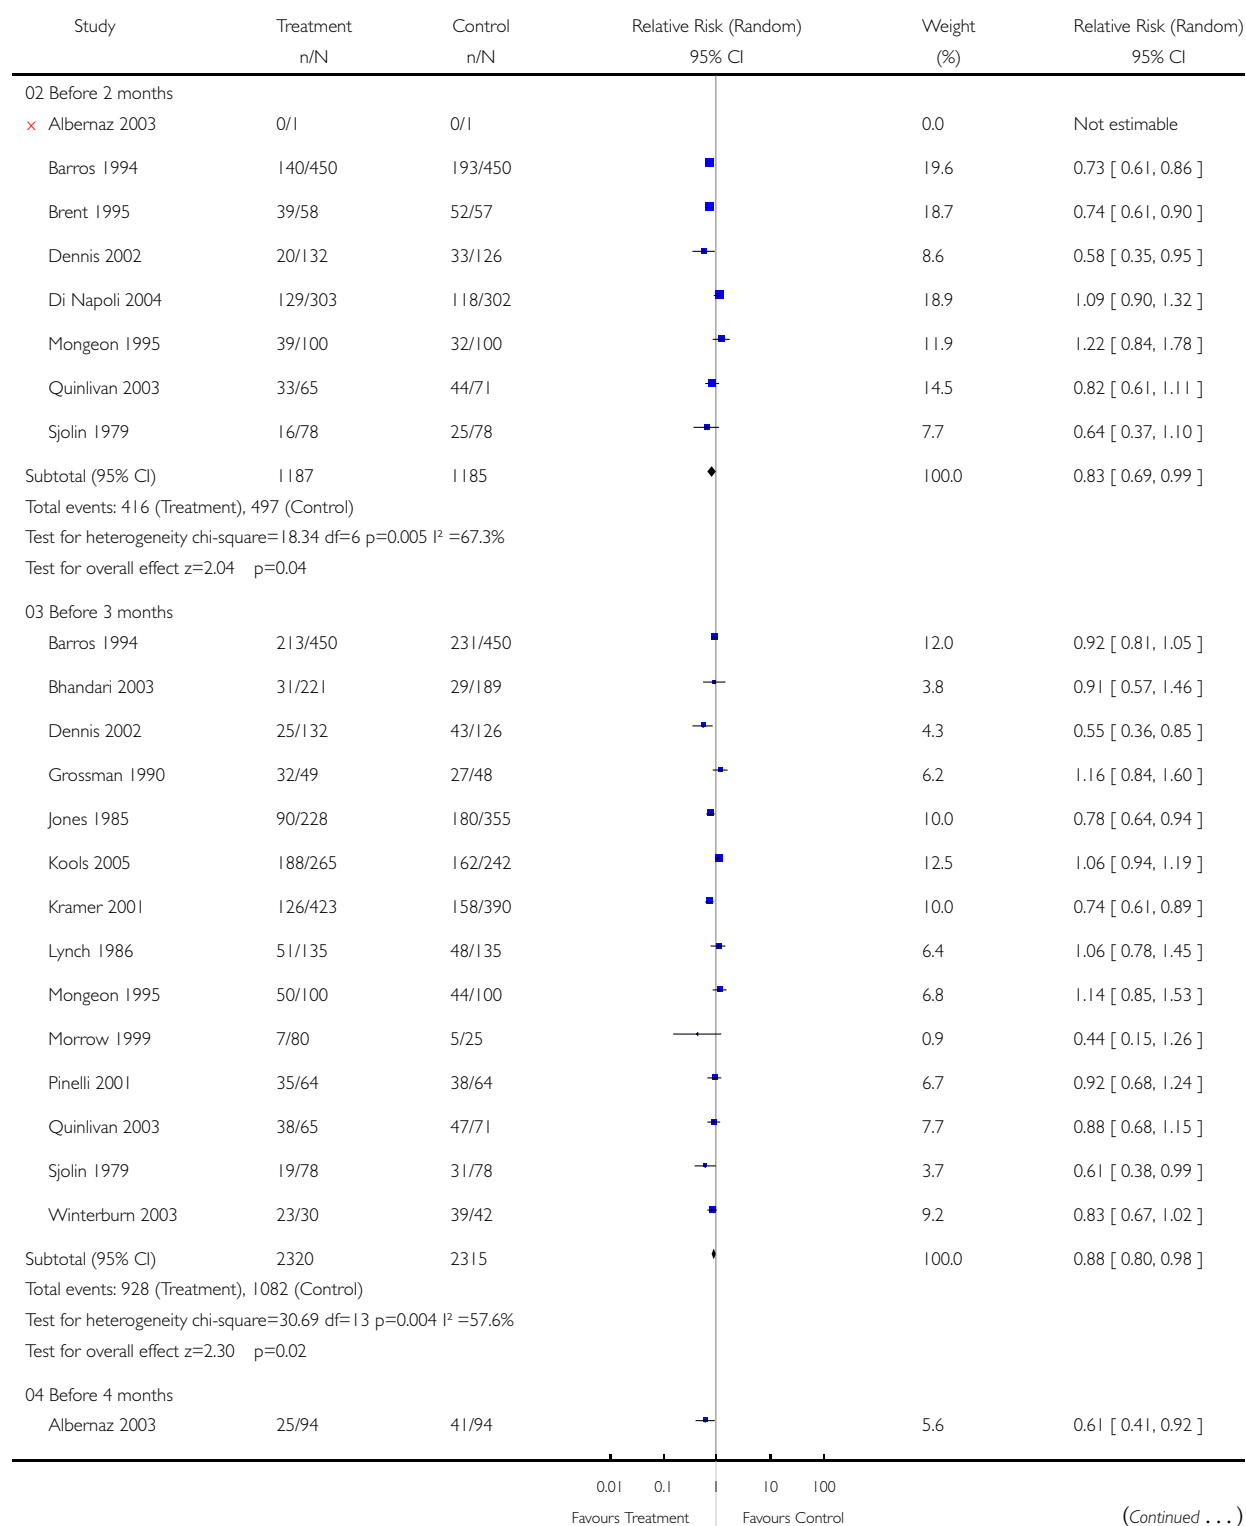 Study Treatment Control Relative Risk (Random) Weight Relative Risk (Random)
n/N n/N 95% CI (%) 95% CI
02 Before 2 months
× Albernaz 2003 0/1 0/1 0.0 Not estimable
Barros 1994 140/450 193/450 19.6 0.73 [ 0.61, 0.86 ]
Brent 1995 39/58 52/57 18.7 0.74 [ 0.61, 0.90 ]
Dennis 2002 20/132 33/126 8.6 0.58 [ 0.35, 0.95 ]
Di Napoli 2004 129/303 118/302 18.9 1.09 [ 0.90, 1.32 ]
Mongeon 1995 39/100 32/100 11.9 1.22 [ 0.84, 1.78 ]
Quinlivan 2003 33/65 44/71 14.5 0.82 [ 0.61, 1.11 ]
Sjolin 1979 16/78 25/78 7.7 0.64 [ 0.37, 1.10 ]
Subtotal (95% CI) 1187 1185 100.0 0.83 [ 0.69, 0.99 ]
Total events: 416 (Treatment), 497 (Control)
Test for heterogeneity chi-square=18.34 df=6 p=0.005 I² =67.3%
Test for overall effect z=2.04 p=0.04
03 Before 3 months
Barros 1994 213/450 231/450 12.0 0.92 [ 0.81, 1.05 ]
Bhandari 2003 31/221 29/189 3.8 0.91 [ 0.57, 1.46 ]
Dennis 2002 25/132 43/126 4.3 0.55 [ 0.36, 0.85 ]
Grossman 1990 32/49 27/48 6.2 1.16 [ 0.84, 1.60 ]
Jones 1985 90/228 180/355 10.0 0.78 [ 0.64, 0.94 ]
Kools 2005 188/265 162/242 12.5 1.06 [ 0.94, 1.19 ]
Kramer 2001 126/423 158/390 10.0 0.74 [ 0.61, 0.89 ]
Lynch 1986 51/135 48/135 6.4 1.06 [ 0.78, 1.45 ]
Mongeon 1995 50/100 44/100 6.8 1.14 [ 0.85, 1.53 ]
Morrow 1999 7/80 5/25 0.9 0.44 [ 0.15, 1.26 ]
Pinelli 2001 35/64 38/64 6.7 0.92 [ 0.68, 1.24 ]
Quinlivan 2003 38/65 47/71 7.7 0.88 [ 0.68, 1.15 ]
Sjolin 1979 19/78 31/78 3.7 0.61 [ 0.38, 0.99 ]
Winterburn 2003 23/30 39/42 9.2 0.83 [ 0.67, 1.02 ]
Subtotal (95% CI) 2320 2315 100.0 0.88 [ 0.80, 0.98 ]
Total events: 928 (Treatment), 1082 (Control)
Test for heterogeneity chi-square=30.69 df=13 p=0.004 I² =57.6%
Test for overall effect z=2.30 p=0.02
04 Before 4 months
Albernaz 2003 25/94 41/94 5.6 0.61 [ 0.41, 0.92 ]
0.01 0.1 1 10 100
Favours Treatment Favours Control (Continued . . . )